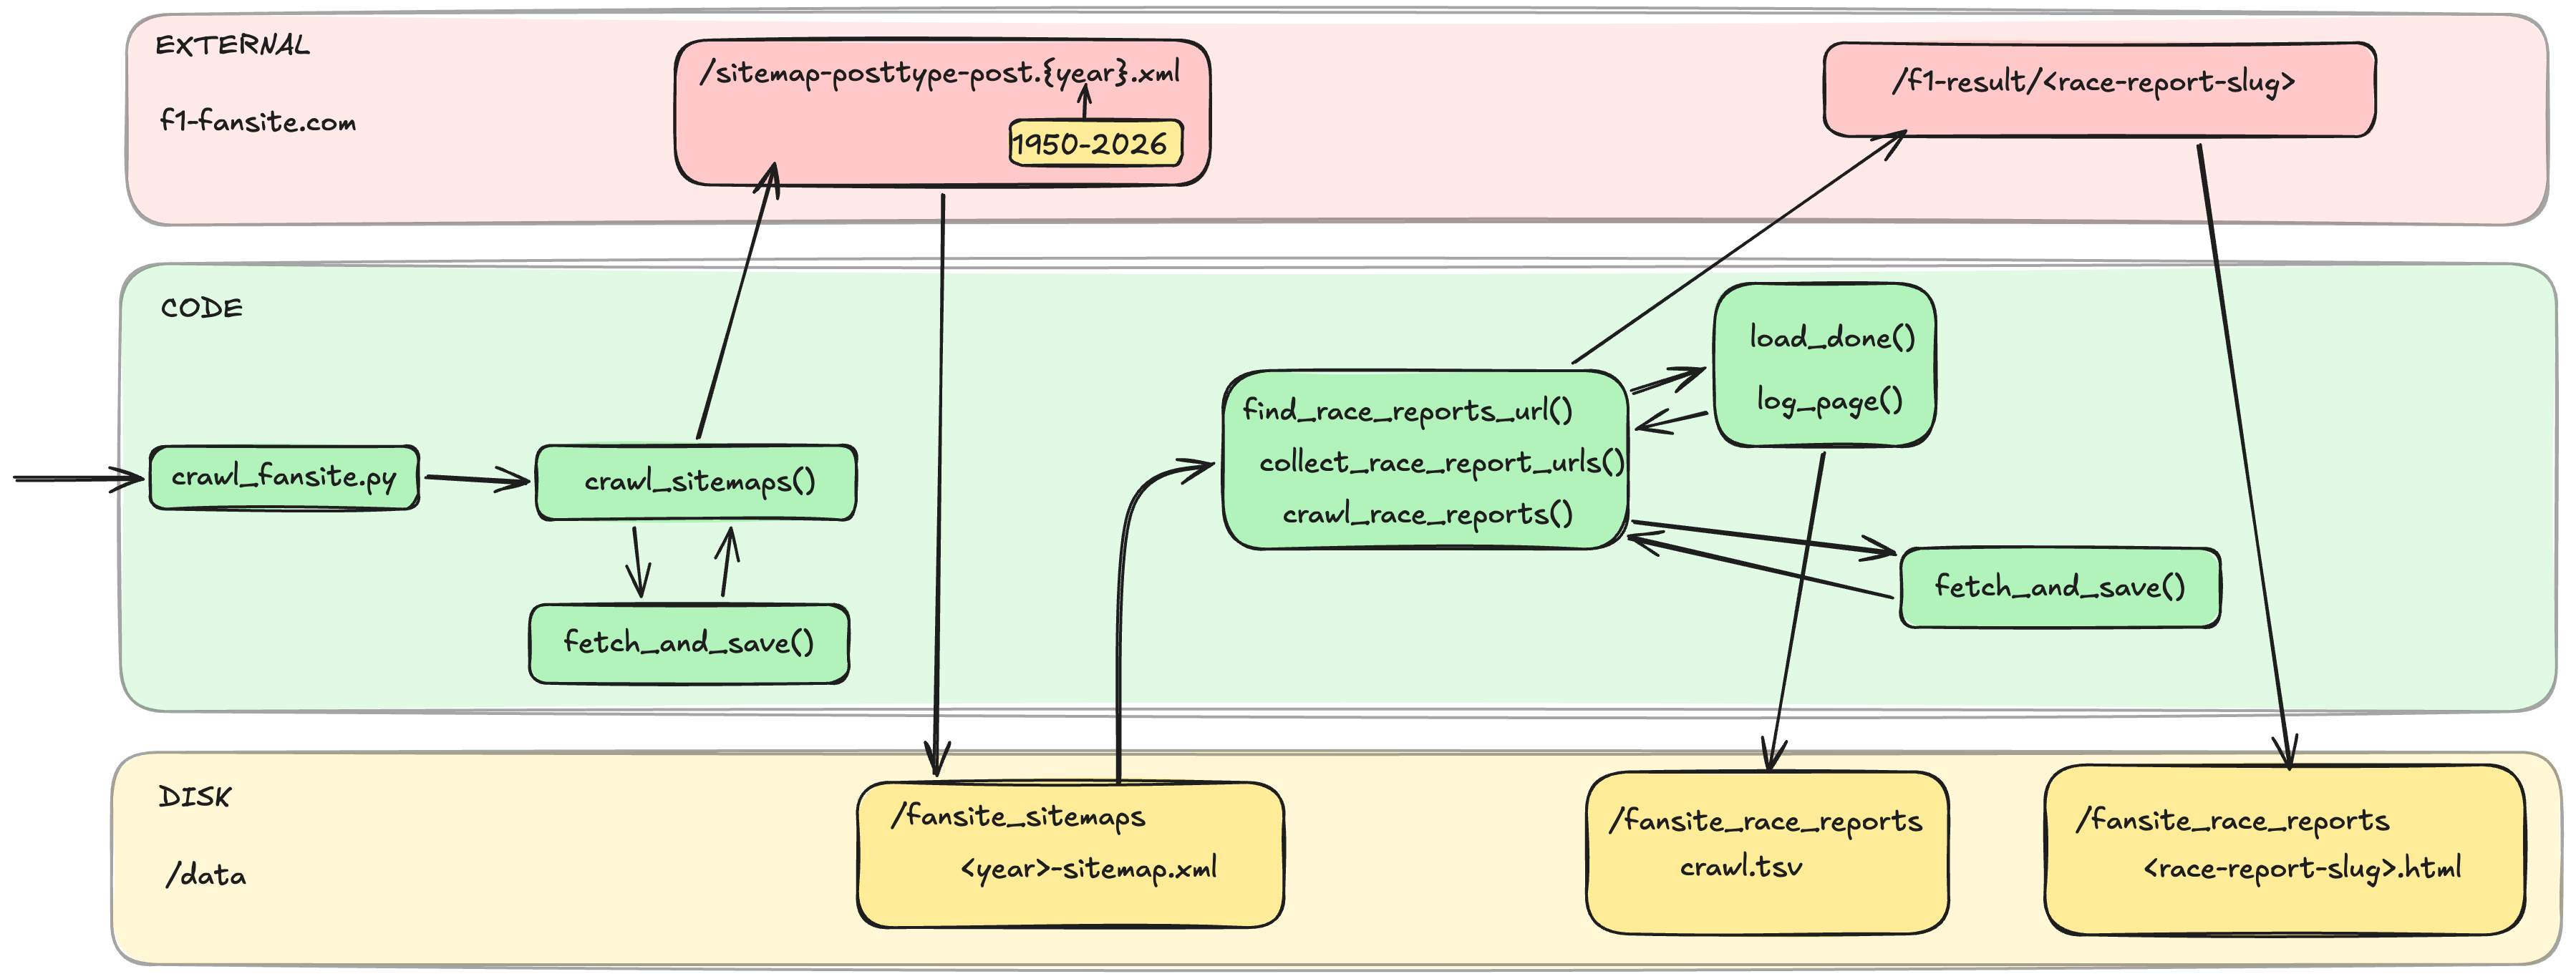 EXTERNAL
f1-fansite.com
/sitemap-posttype-post.{year}.xml
1950-2026
/f1-result/<race-report-slug>
CODE
crawl_fansite.py
crawl_sitemaps()
fetch_and_save()
find_race_reports_url()
collect_race_report_urls()
crawl_race_reports()
load_done()
log_page()
fetch_and_save()
DISK
/data
/fansite_sitemaps
<year>-sitemap.xml
/fansite_race_reports
crawl.tsv
/fansite_race_reports
<race-report-slug>.html